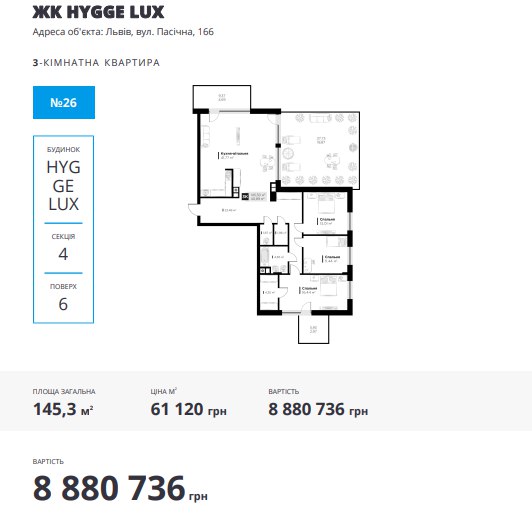 ЖК HYGGE LUX
Адреса об'єкта: Львів, вул. Пасічна, 166
3-КІМНАТНА КВАРТИРА
№26
БУДИНОК
HYG
GE
LUX
СЕКЦІЯ
4
ПОВЕРХ
6
Кухня-вітальня
Спальня
Спальня
Спальня
ПЛОЩА ЗАГАЛЬНА
145,3 м²
ЦІНА М²
61 120 грн
ВАРТІСТЬ
8 880 736 грн
ВАРТІСТЬ
8 880 736 грн